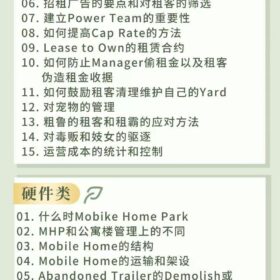 06. 招租广告的要点和对租客的筛选
07. 建立Power Team的重要性
08. 如何提高Cap Rate的方法
09. Lease to Own的租赁合约
10. 如何防止Manager偷租金以及租客
伪造租金收据
11. 如何鼓励租客清理维护自己的Yard
12. 对宠物的管理
13. 粗鲁的租客和租霸的应对方法
14. 对毒贩和妓女的驱逐
15. 运营成本的统计和控制
硬件类
01. 什么时Mobike Home Park
02. MHP和公寓楼管理上的不同
03. Mobile Home的结构
04. Mobile Home的运输和架设
05. Abandoned Trailer的Demolish或